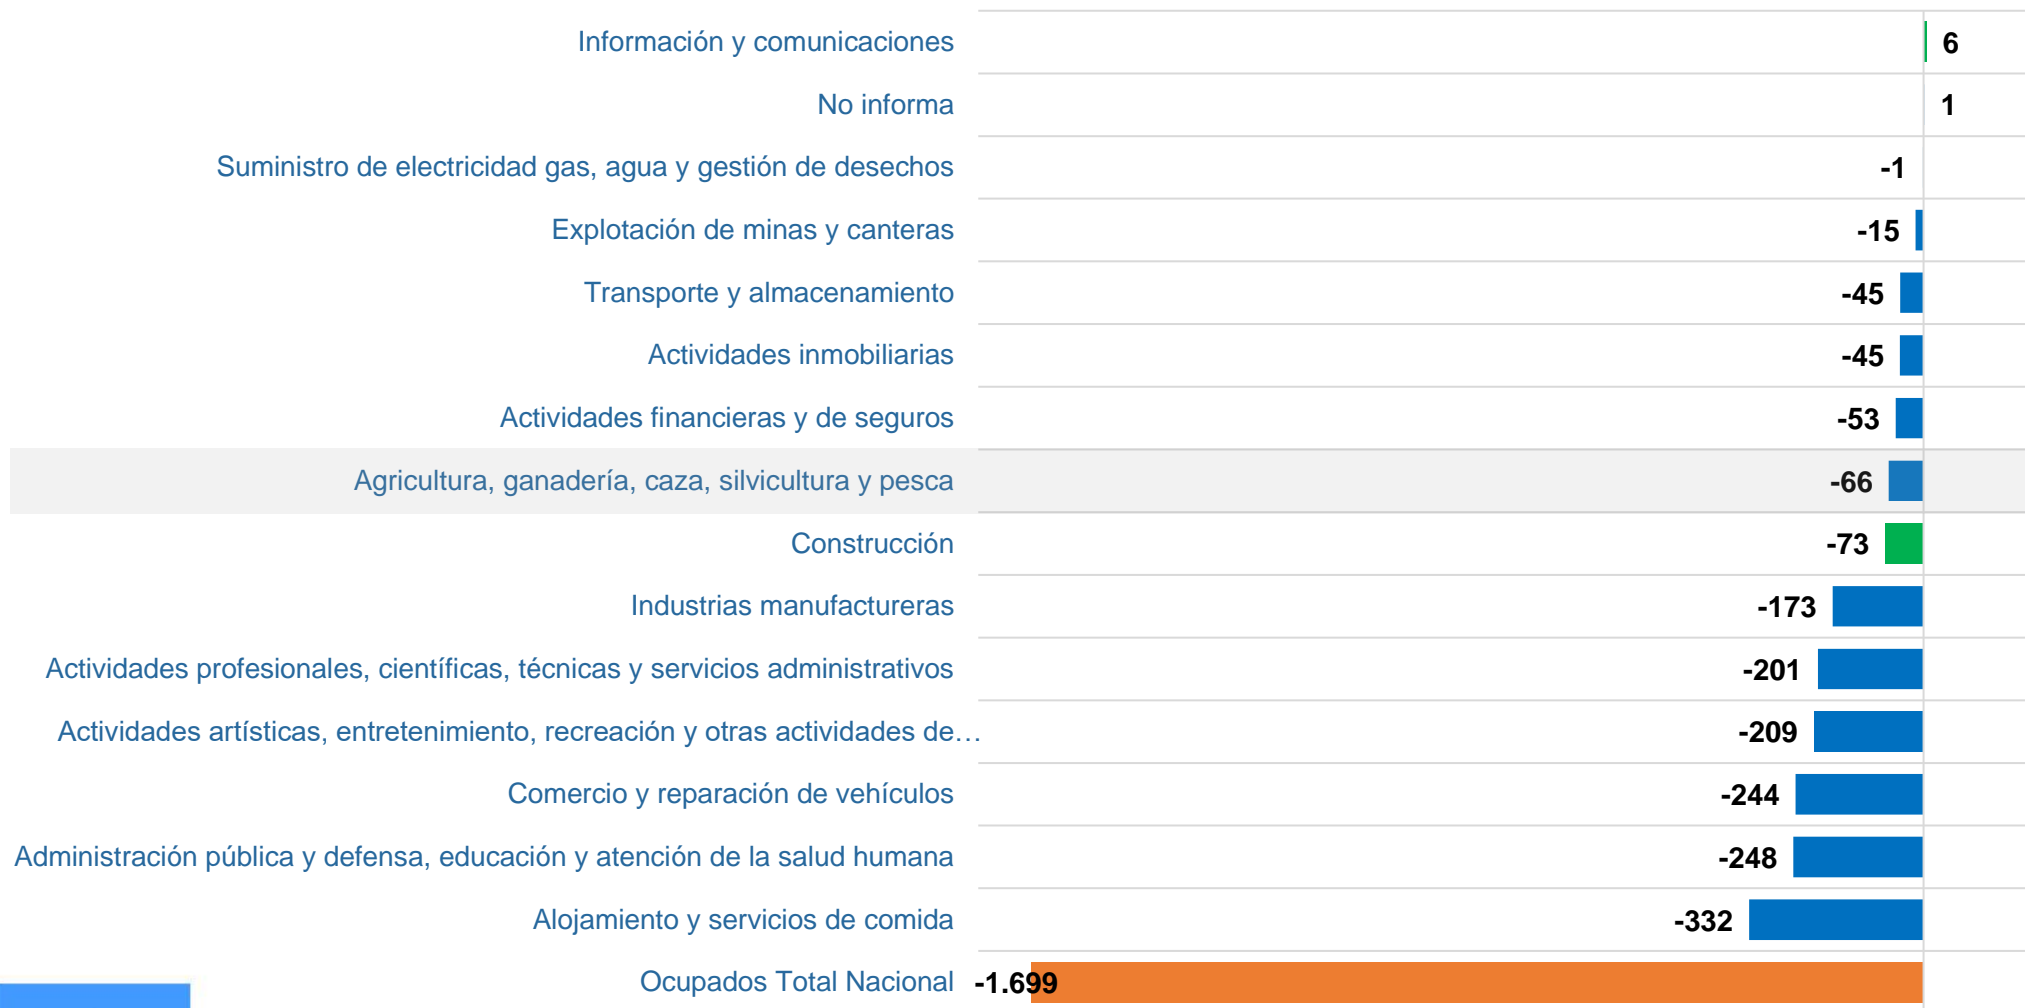 Información y comunicaciones 6
No informa 1
Suministro de electricidad gas, agua y gestión de desechos -1
Explotación de minas y canteras -15
Transporte y almacenamiento -45
Actividades inmobiliarias -45
Actividades financieras y de seguros -53
Agricultura, ganadería, caza, silvicultura y pesca -66
Construcción -73
Industrias manufactureras -173
Actividades profesionales, científicas, técnicas y servicios administrativos -201
Actividades artísticas, entretenimiento, recreación y otras actividades de… -209
Comercio y reparación de vehículos -244
Administración pública y defensa, educación y atención de la salud humana -248
Alojamiento y servicios de comida -332
Ocupados Total Nacional -1.699